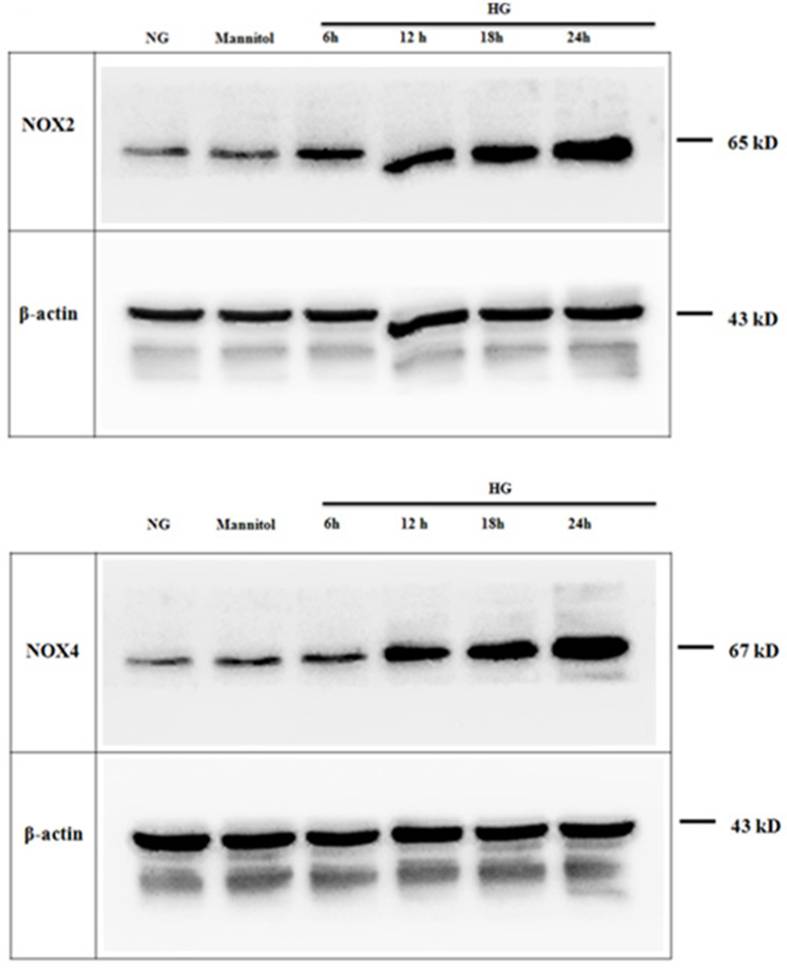 HG
NG Mannitol 6h 12 h 18h 24h
NOX2
65 kD
β-actin
43 kD
HG
NG Mannitol 6h 12 h 18h 24h
NOX4
67 kD
β-actin
43 kD